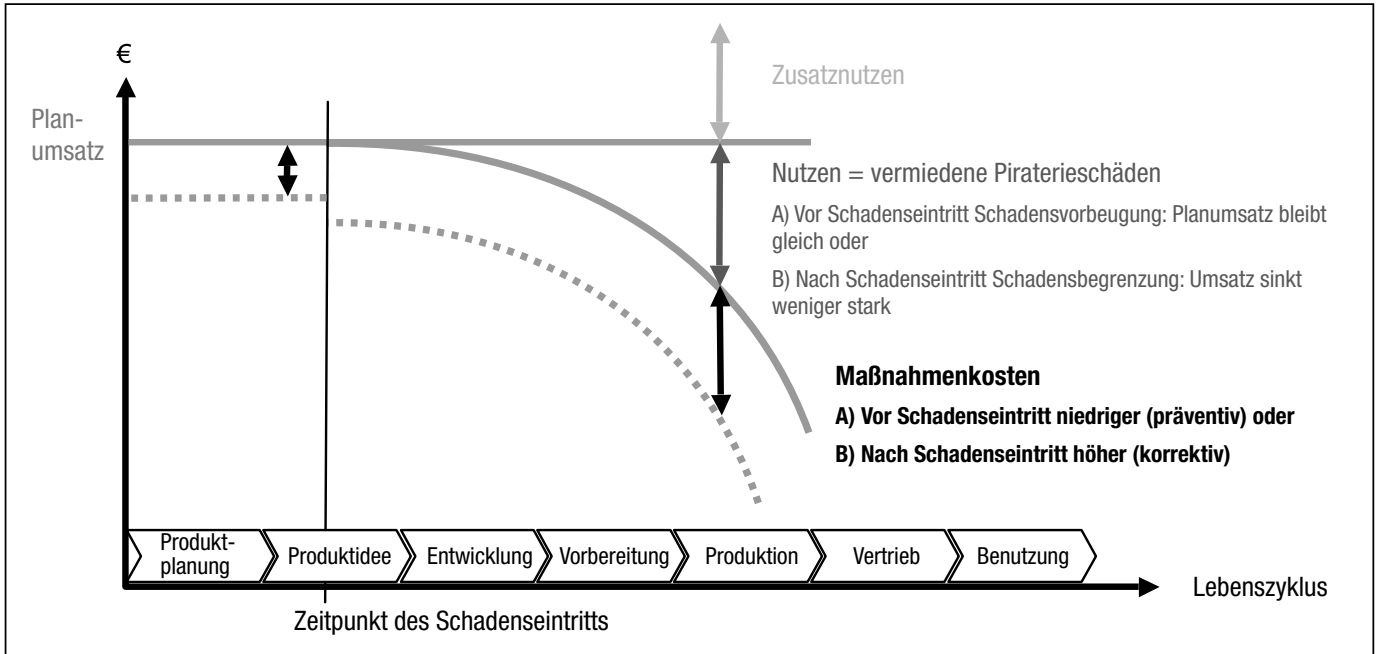 €
Plan-
umsatz
Zusatznutzen
Nutzen = vermiedene Piraterieschäden
A) Vor Schadenseintritt Schadensvorbeugung: Planumsatz bleibt
gleich oder
B) Nach Schadenseintritt Schadensbegrenzung: Umsatz sinkt
weniger stark
Maßnahmenkosten
A) Vor Schadenseintritt niedriger (präventiv) oder
B) Nach Schadenseintritt höher (korrektiv)
Produkt-
planung
Produktidee
Entwicklung
Vorbereitung
Produktion
Vertrieb
Benutzung
Lebenszyklus
Zeitpunkt des Schadenseintritts